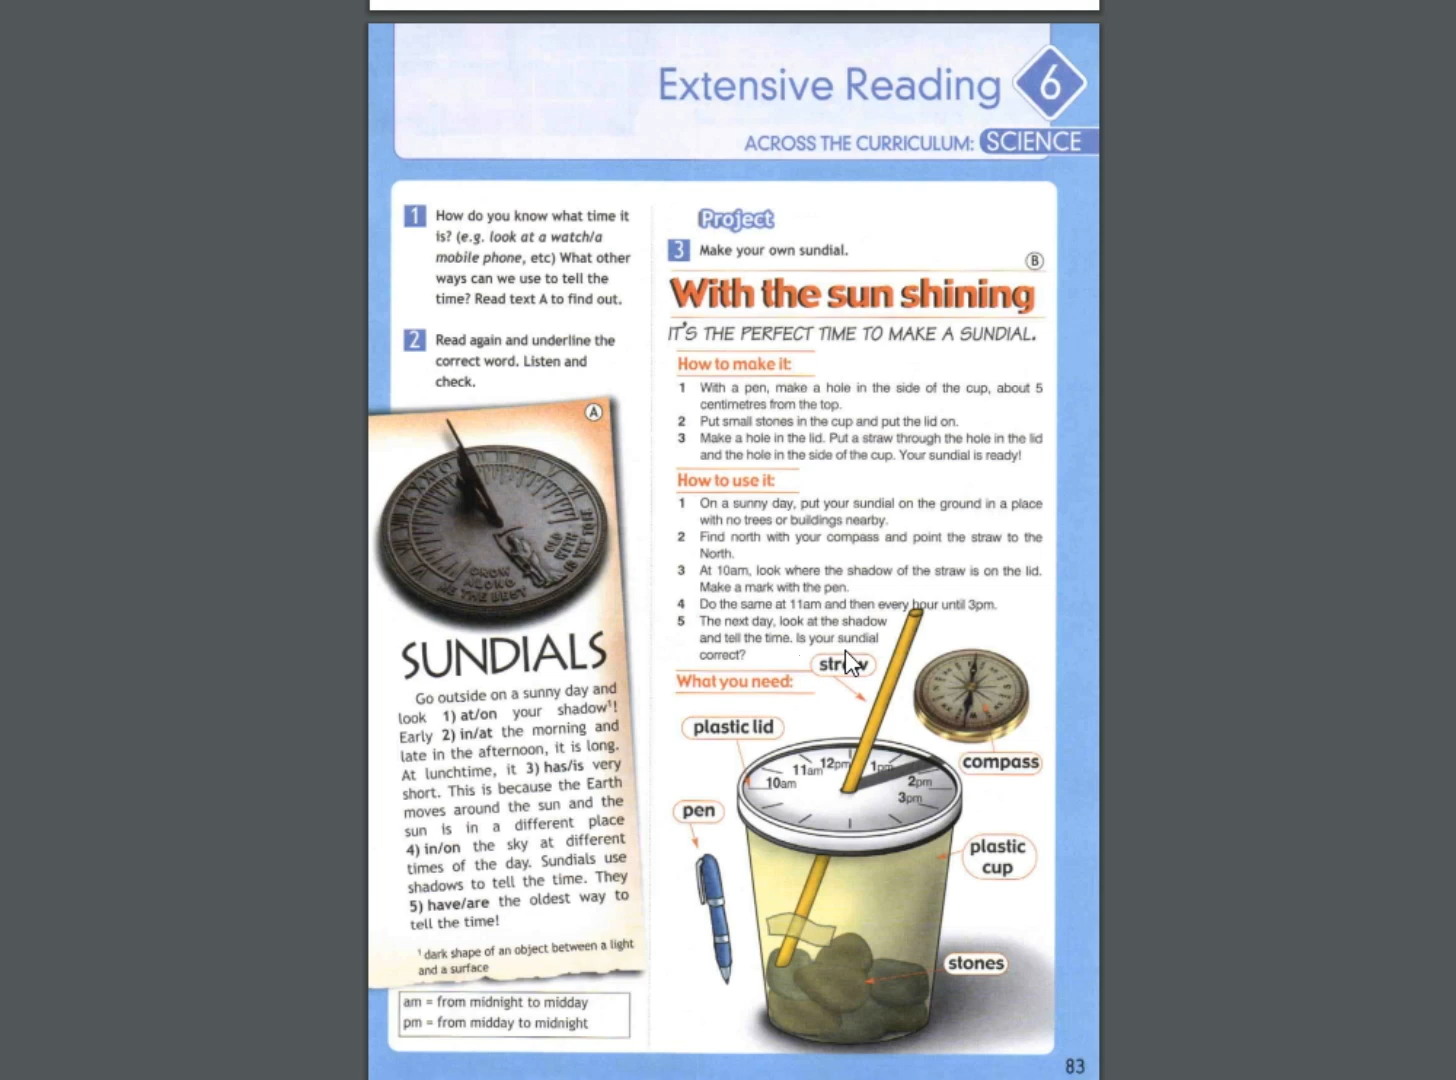 Extensive Reading 6
ACROSS THE CURRICULUM: SCIENCE
1 How do you know what time it
is? (e.g. look at a watch/a
mobile phone, etc) What other
ways can we use to tell the
time? Read text A to find out.
2 Read again and underline the
correct word. Listen and
check.
A
GROW
ALONG
ME THE BEST
OLD
WITH
IS YET TO BE
SUNDIALS
Go outside on a sunny day and
look 1) at/on your shadow¹!
Early 2) in/at the morning and
late in the afternoon, it is long.
At lunchtime, it 3) has/is very
short. This is because the Earth
moves around the sun and the
sun is in a different place
4) in/on the sky at different
times of the day. Sundials use
shadows to tell the time. They
5) have/are the oldest way to
tell the time!
¹ dark shape of an object between a light
and a surface
am = from midnight to midday
pm = from midday to midnight
Project
3 Make your own sundial.
B
With the sun shining
IT'S THE PERFECT TIME TO MAKE A SUNDIAL.
How to make it:
1 With a pen, make a hole in the side of the cup, about 5
centimetres from the top.
2 Put small stones in the cup and put the lid on.
3 Make a hole in the lid. Put a straw through the hole in the lid
and the hole in the side of the cup. Your sundial is ready!
How to use it:
1 On a sunny day, put your sundial on the ground in a place
with no trees or buildings nearby.
2 Find north with your compass and point the straw to the
North.
3 At 10am, look where the shadow of the straw is on the lid.
Make a mark with the pen.
4 Do the same at 11am and then every hour until 3pm.
5 The next day, look at the shadow
and tell the time. Is your sundial
correct?
What you need:
straw
plastic lid
compass
10am
11am
12pm
1pm
2pm
3pm
pen
plastic
cup
stones
83